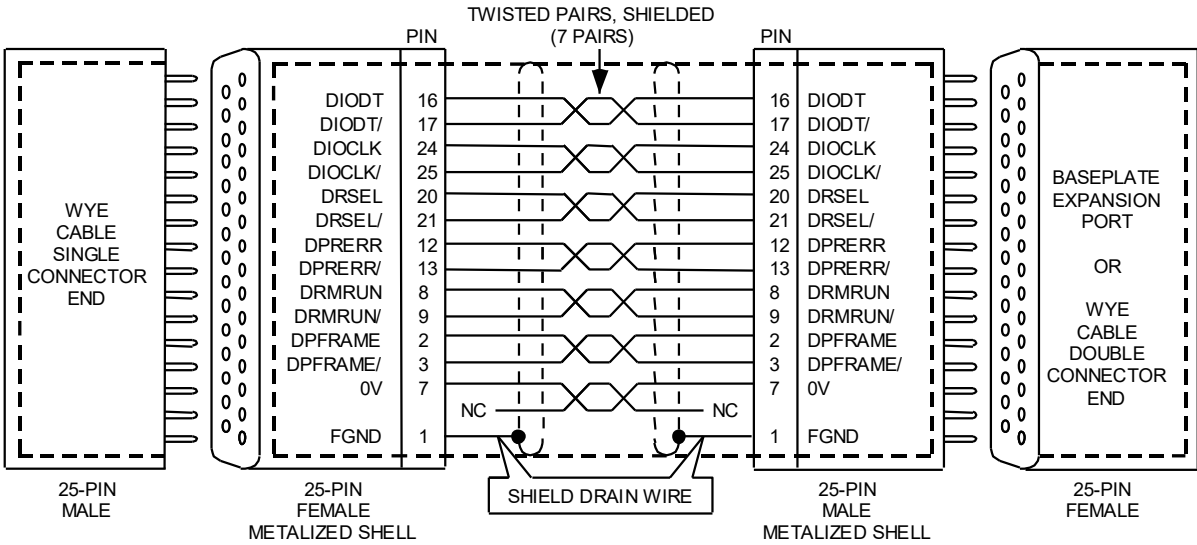 TWISTED PAIRS, SHIELDED
(7 PAIRS)
PIN
PIN
WYE
CABLE
SINGLE
CONNECTOR
END
DIODT 16
DIODT/ 17
DIOCLK 24
DIOCLK/ 25
DRSEL 20
DRSEL/ 21
DPRERR 12
DPRERR/ 13
DRMRUN 8
DRMRUN/ 9
DPFRAME 2
DPFRAME/ 3
0V 7
NC
FGND 1
16 DIODT
17 DIODT/
24 DIOCLK
25 DIOCLK/
20 DRSEL
21 DRSEL/
12 DPRERR
13 DPRERR/
8 DRMRUN
9 DRMRUN/
2 DPFRAME
3 DPFRAME/
7 0V
NC
1 FGND
BASEPLATE
EXPANSION
PORT
OR
WYE
CABLE
DOUBLE
CONNECTOR
END
SHIELD DRAIN WIRE
25-PIN
MALE
25-PIN
FEMALE
METALIZED SHELL
25-PIN
MALE
METALIZED SHELL
25-PIN
FEMALE